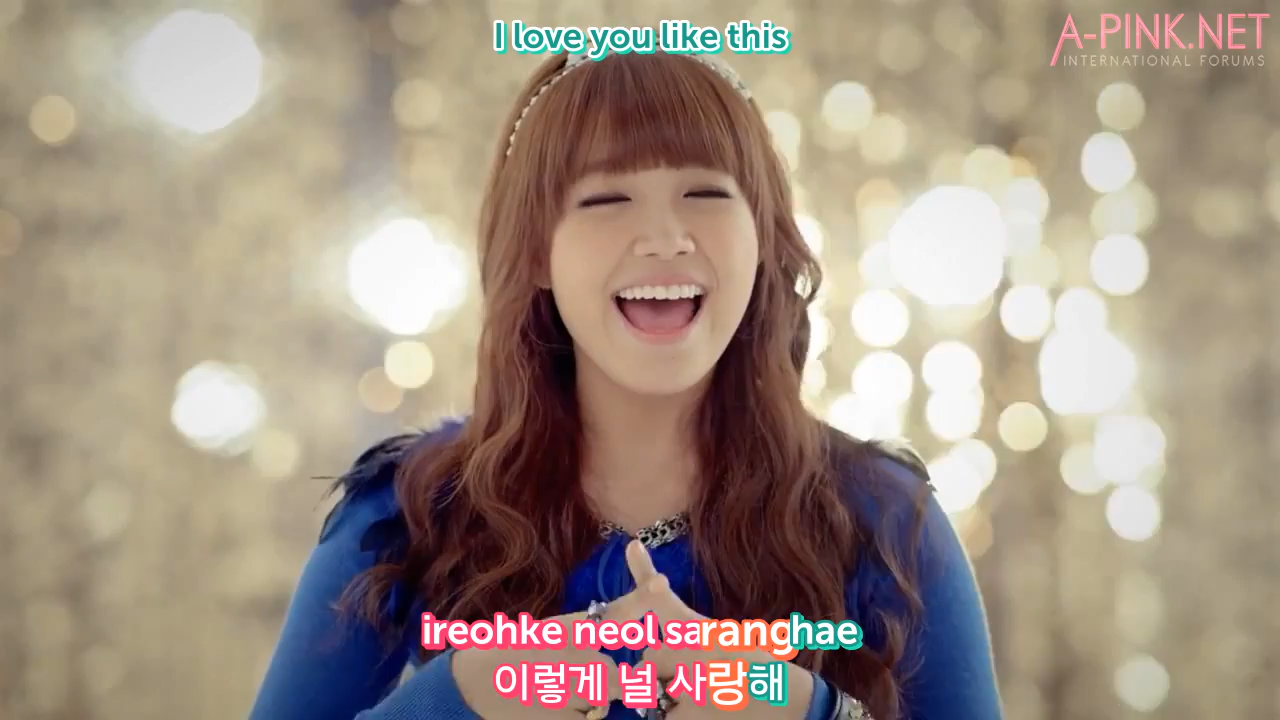 I love you like this
A-PINK.NET
INTERNATIONAL FORUMS
ireohke neol saranghae
이렇게 널 사랑해